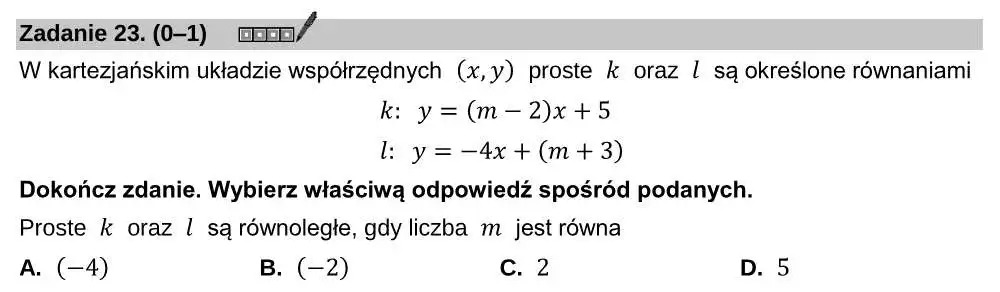 Zadanie 23. (0–1)
W kartezjańskim układzie współrzędnych (x, y) proste k oraz l są określone równaniami
k: y = (m − 2)x + 5
l: y = −4x + (m + 3)
Dokończ zdanie. Wybierz właściwą odpowiedź spośród podanych.
Proste k oraz l są równoległe, gdy liczba m jest równa
A. (−4) B. (−2) C. 2 D. 5